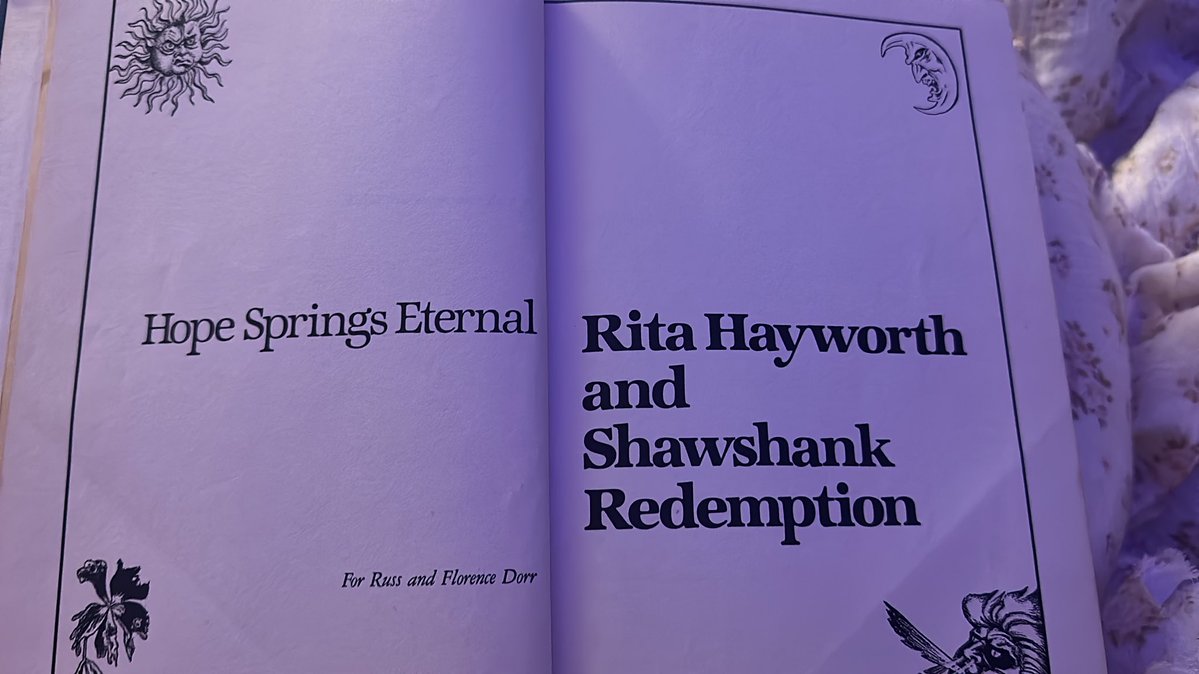 Hope Springs Eternal
For Russ and Florence Dorr
Rita Hayworth
and
Shawshank
Redemption